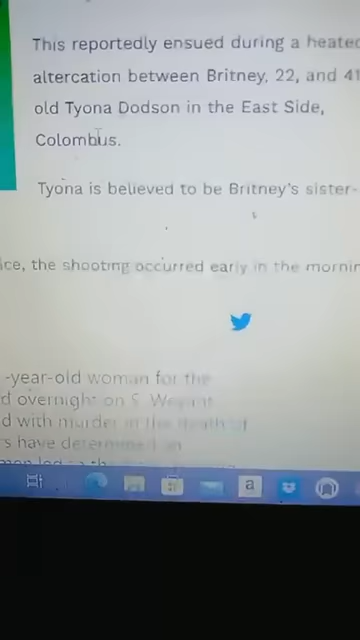 This reportedly ensued during a heated
altercation between Britney, 22, and 41
old Tyona Dodson in the East Side,
Colombus.
Tyona is believed to be Britney's sister-
ice, the shooting occurred early in the mornin
-year-old woman for the
d overnight on S.
d with murder in the death of
s have determined an
a